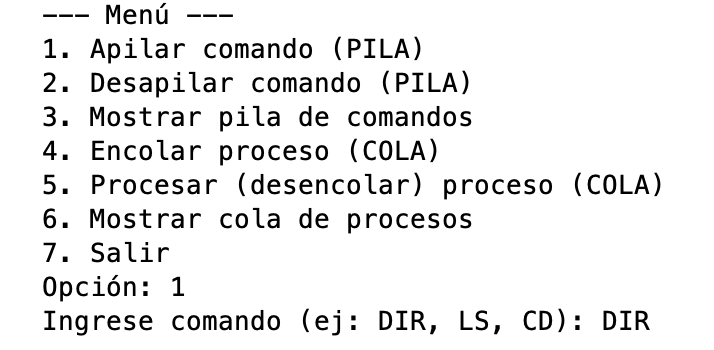 --- Menú ---
1. Apilar comando (PILA)
2. Desapilar comando (PILA)
3. Mostrar pila de comandos
4. Encolar proceso (COLA)
5. Procesar (desencolar) proceso (COLA)
6. Mostrar cola de procesos
7. Salir
Opción: 1
Ingrese comando (ej: DIR, LS, CD): DIR